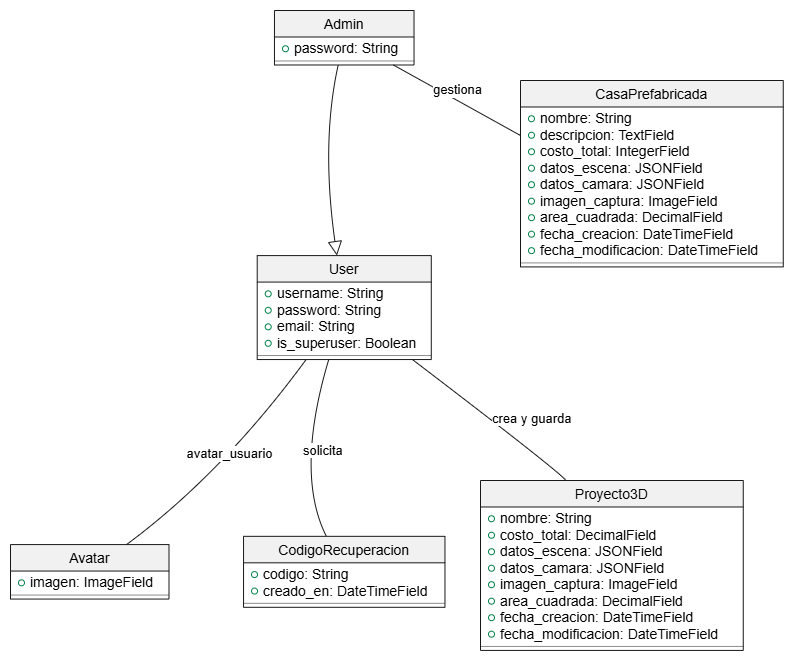 Admin
password: String
gestiona
CasaPrefabricada
nombre: String
descripcion: TextField
costo_total: IntegerField
datos_escena: JSONField
datos_camara: JSONField
imagen_captura: ImageField
area_cuadrada: DecimalField
fecha_creacion: DateTimeField
fecha_modificacion: DateTimeField
User
username: String
password: String
email: String
is_superuser: Boolean
avatar_usuario
solicita
crea y guarda
Avatar
imagen: ImageField
CodigoRecuperacion
codigo: String
creado_en: DateTimeField
Proyecto3D
nombre: String
costo_total: DecimalField
datos_escena: JSONField
datos_camara: JSONField
imagen_captura: ImageField
area_cuadrada: DecimalField
fecha_creacion: DateTimeField
fecha_modificacion: DateTimeField